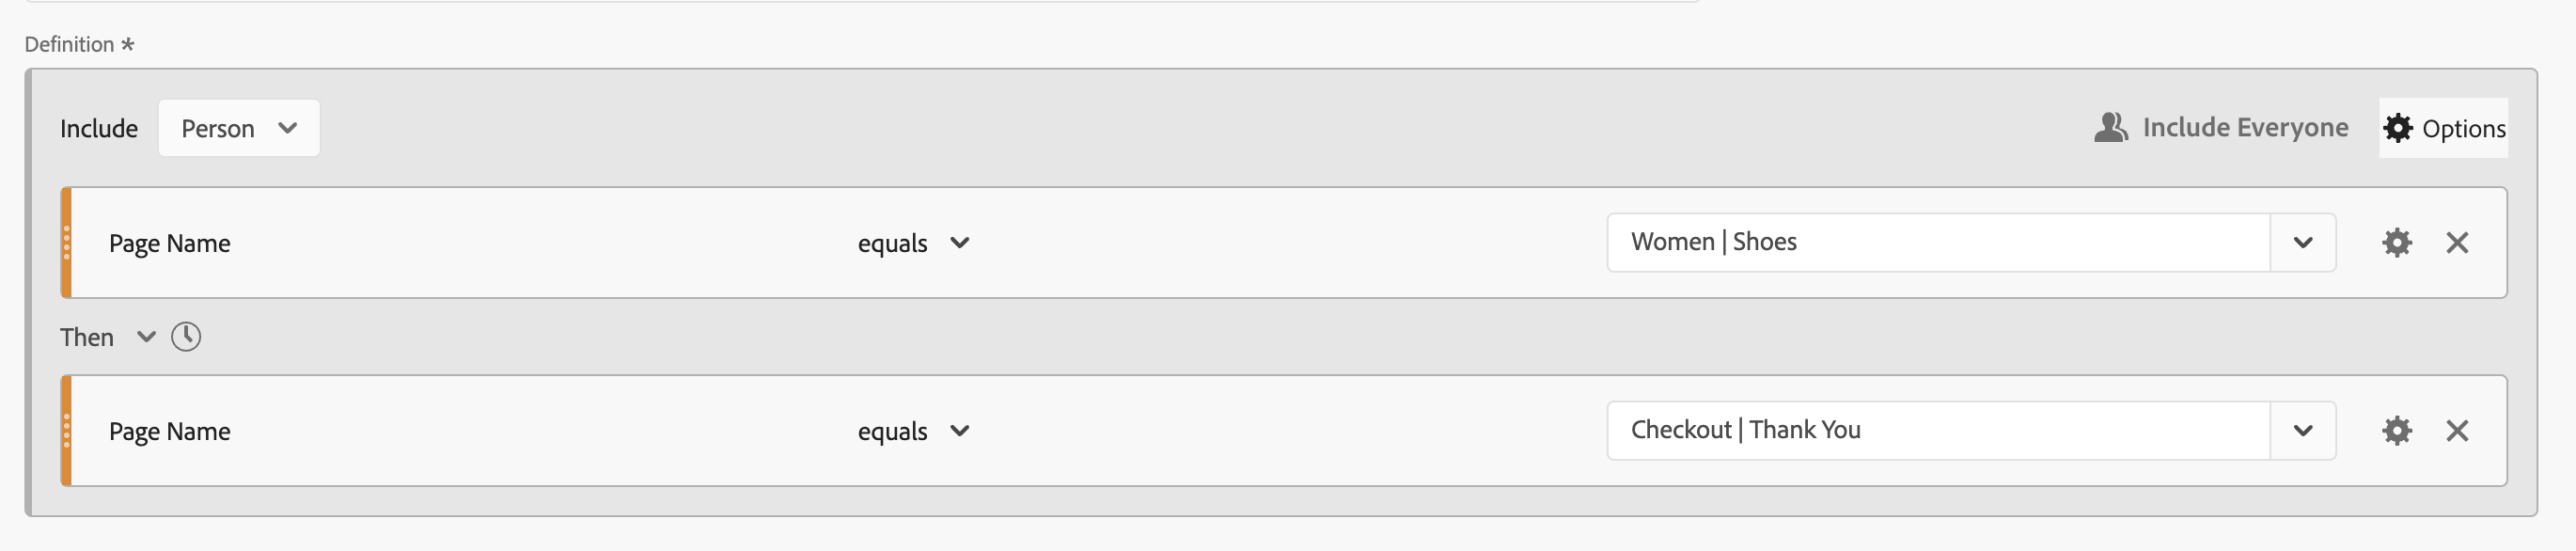 Definition *
Include Person Include Everyone Options
Page Name equals Women | Shoes
Then
Page Name equals Checkout | Thank You